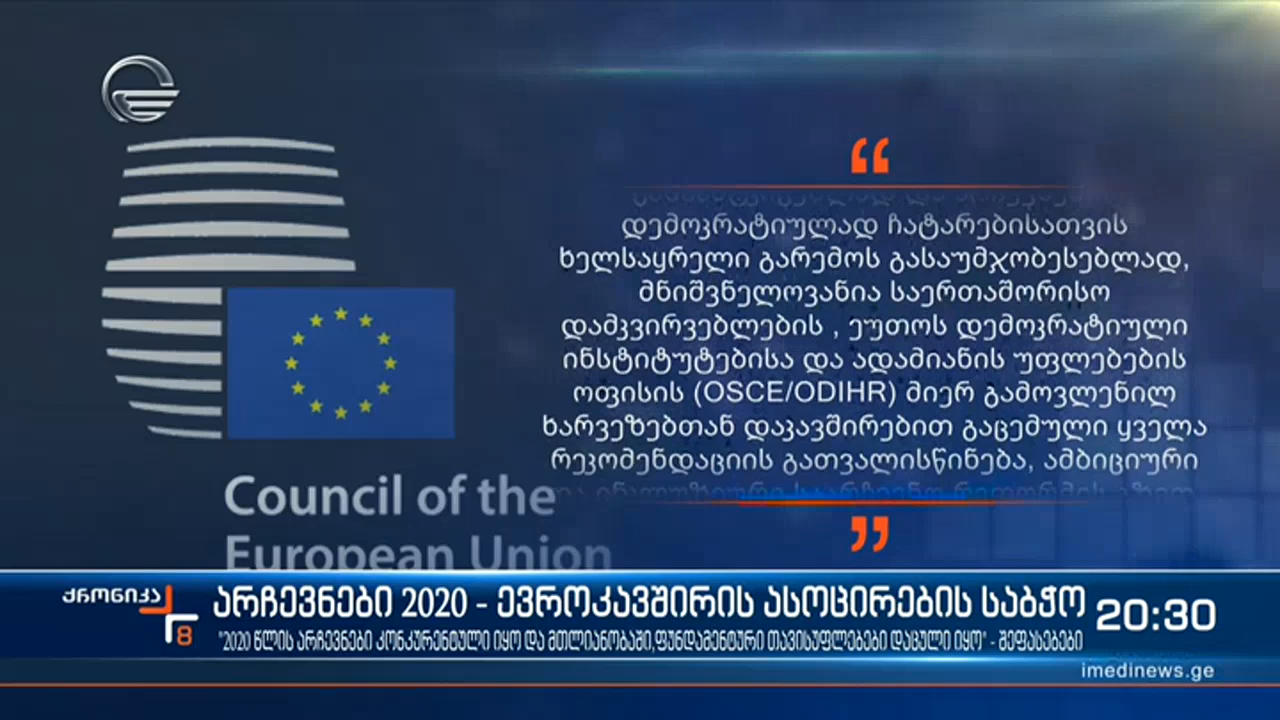 დემოკრატიულად ჩატარებისათვის
ხელსაყრელი გარემოს გასაუმჯობესებლად,
მნიშვნელოვანია საერთაშორისო
დამკვირვებლების , ეუთოს დემოკრატიული
ინსტიტუტებისა და ადამიანის უფლებების
ოფისის (OSCE/ODIHR) მიერ გამოვლენილ
ხარვეზებთან დაკავშირებით გაცემული ყველა
რეკომენდაციის გათვალისწინება, ამბიციური
Council of the
European Union
ქრონიკა
8
არჩევნები 2020 - ევროკავშირის ასოცირების საბჭო
20:30
"2020 წლის არჩევნები კონკურენტული იყო და მთლიანობაში,ფუნდამენტური თავისუფლებები დაცული იყო" - შეფასებები
imedinews.ge